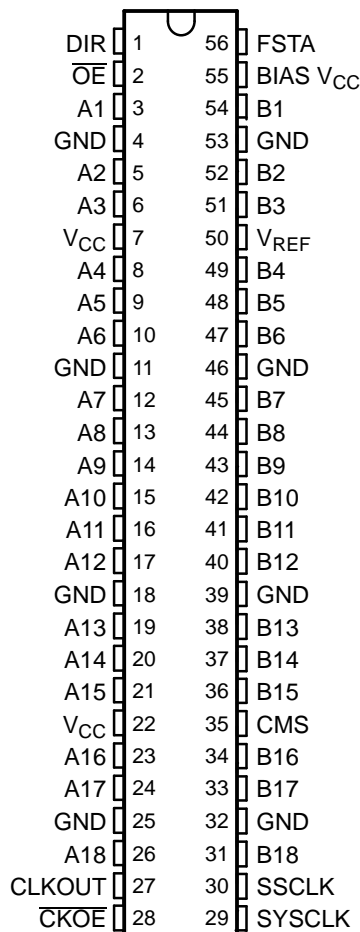 DIR 1 56 FSTA
O̅E̅ 2 55 BIAS VCC
A1 3 54 B1
GND 4 53 GND
A2 5 52 B2
A3 6 51 B3
VCC 7 50 VREF
A4 8 49 B4
A5 9 48 B5
A6 10 47 B6
GND 11 46 GND
A7 12 45 B7
A8 13 44 B8
A9 14 43 B9
A10 15 42 B10
A11 16 41 B11
A12 17 40 B12
GND 18 39 GND
A13 19 38 B13
A14 20 37 B14
A15 21 36 B15
VCC 22 35 CMS
A16 23 34 B16
A17 24 33 B17
GND 25 32 GND
A18 26 31 B18
CLKOUT 27 30 SSCLK
C̅K̅O̅E̅ 28 29 SYSCLK